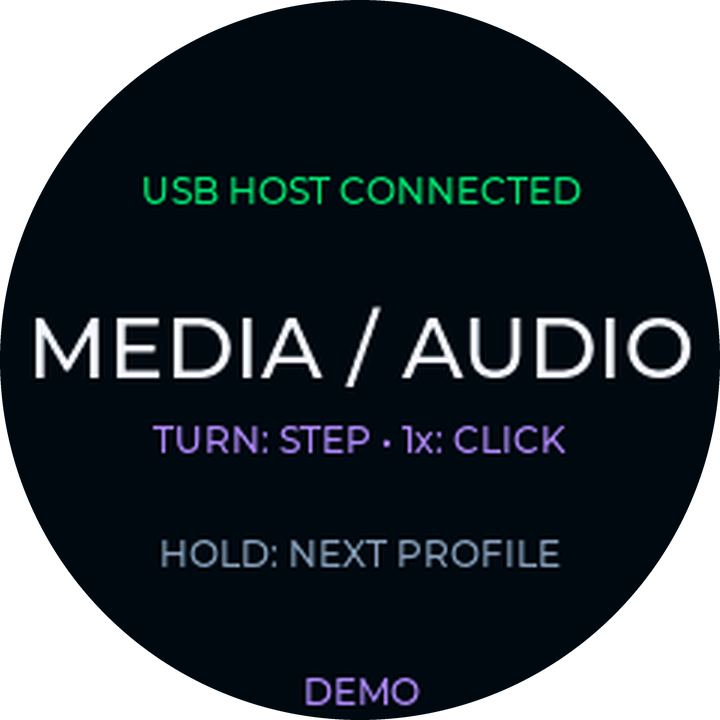 USB HOST CONNECTED
MEDIA / AUDIO
TURN: STEP • 1x: CLICK
HOLD: NEXT PROFILE
DEMO